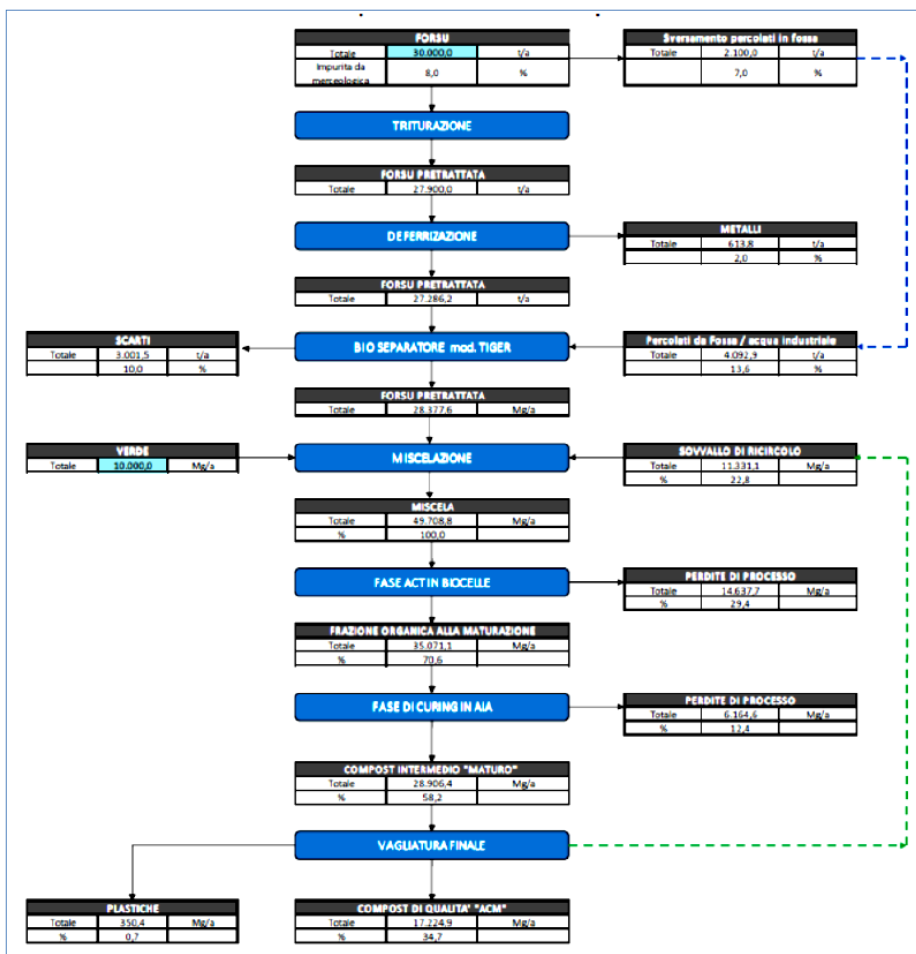 FORSU
Totale 30.000,0 t/a
Impurita da merceologica 8,0 %
Sversamento percolati in fossa
Totale 2.100,0 t/a
7,0 %
TRITURAZIONE
FORSU PRETRATTATA
Totale 27.900,0 t/a
DEFERRIZAZIONE
METALLI
Totale 613,8 t/a
2,0 %
FORSU PRETRATTATA
Totale 27.286,2 t/a
SCARTI
Totale 3.001,5 t/a
10,0 %
BIO SEPARATORE mod. TIGER
Percolati da Fossa / acqua industriale
Totale 4.092,9 t/a
13,6 %
FORSU PRETRATTATA
Totale 28.377,6 Mg/a
VERDE
Totale 10.000,0 Mg/a
MISCELAZIONE
SOVVALLO DI RICIRCOLO
Totale 11.331,1 Mg/a
% 22,8
MISCELA
Totale 49.708,8 Mg/a
% 100,0
FASE ACT IN BIOCELLE
PERDITE DI PROCESSO
Totale 14.637,7 Mg/a
% 29,4
FRAZIONE ORGANICA ALLA MATURAZIONE
Totale 35.071,1 Mg/a
% 70,6
FASE DI CURING IN AIA
PERDITE DI PROCESSO
Totale 6.164,6 Mg/a
% 12,4
COMPOST INTERMEDIO "MATURO"
Totale 28.906,4 Mg/a
% 58,2
VAGLIATURA FINALE
PLASTICHE
Totale 350,4 Mg/a
% 0,7
COMPOST DI QUALITA' "ACM"
Totale 17.224,9 Mg/a
% 34,7